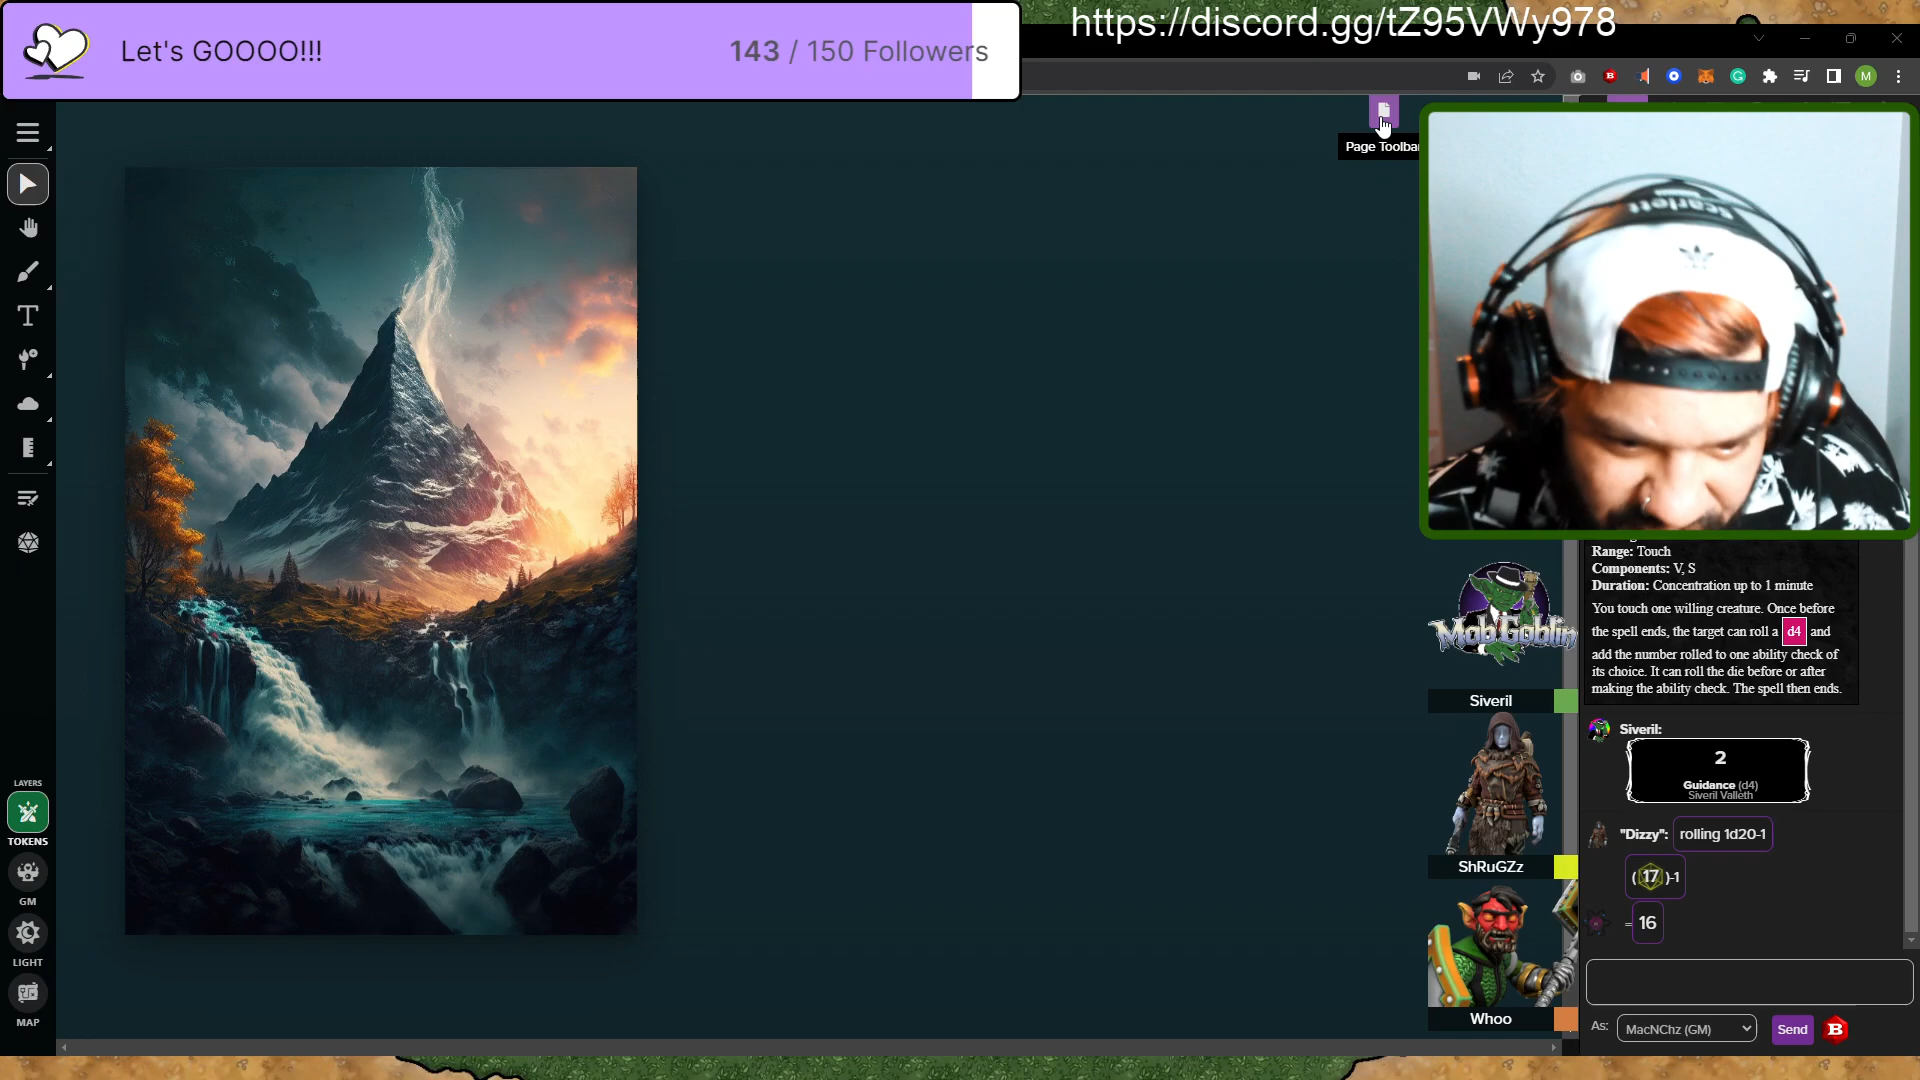 https://discord.gg/tZ95VWy978
Let's GOOOO!!!
143 / 150 Followers
M
Page Toolbar
Scarlett
Range: Touch
Components: V, S
Duration: Concentration up to 1 minute
You touch one willing creature. Once before
the spell ends, the target can roll a d4 and
add the number rolled to one ability check of
its choice. It can roll the die before or after
making the ability check. The spell then ends.
Mob Goblin
Siveril
Siveril:
2
Guidance (d4)
Siveril Valleth
"Dizzy": rolling 1d20-1
ShRuGZz
(17)-1
=16
Whoo
As: MacNChz (GM) Send B
LAYERS
TOKENS
GM
LIGHT
MAP